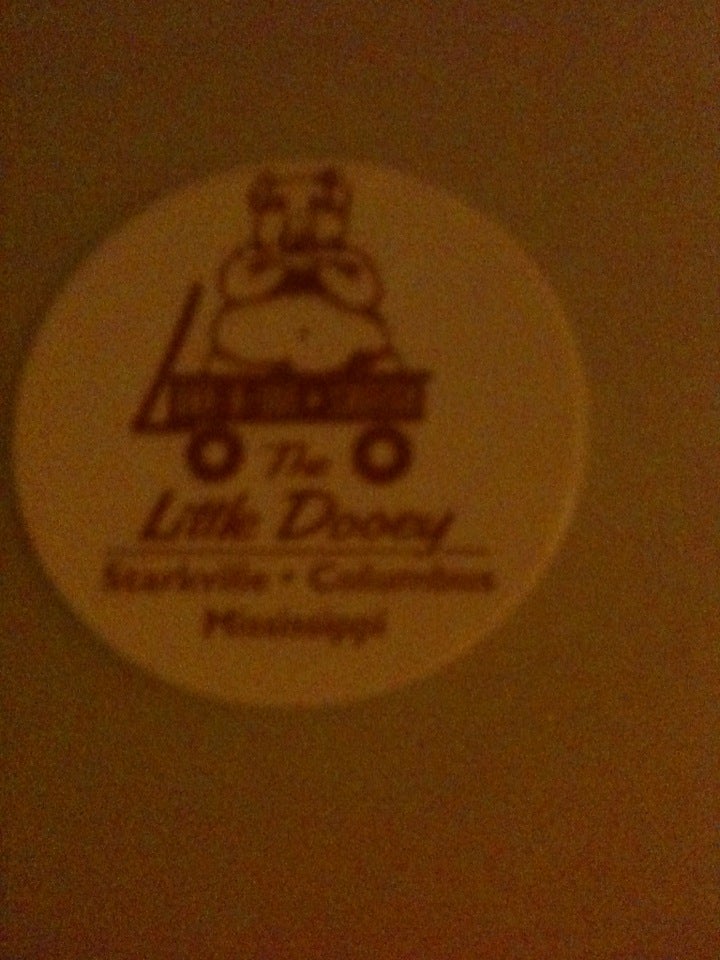 The
Little Dooey
Starkville • Columbus
Mississippi